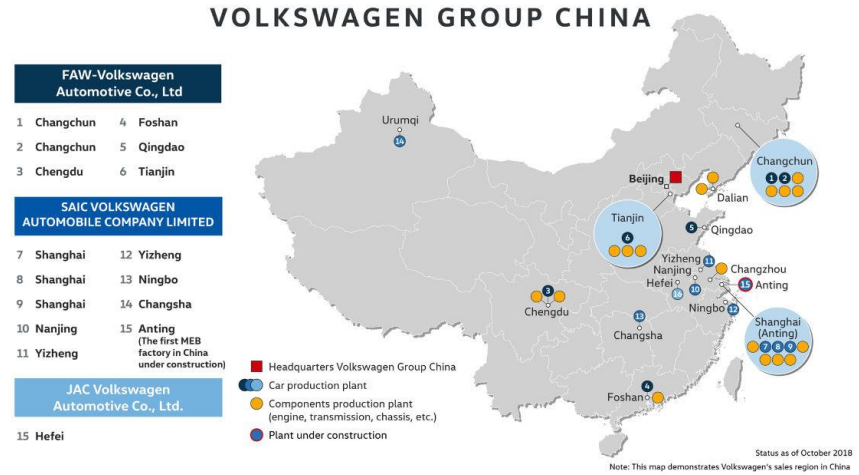 VOLKSWAGEN GROUP CHINA
FAW-Volkswagen
Automotive Co., Ltd
1 Changchun 4 Foshan
2 Changchun 5 Qingdao
3 Chengdu 6 Tianjin
SAIC VOLKSWAGEN
AUTOMOBILE COMPANY LIMITED
7 Shanghai 12 Yizheng
8 Shanghai 13 Ningbo
9 Shanghai 14 Changsha
10 Nanjing 15 Anting
(The first MEB
factory in China
under construction)
11 Yizheng
JAC Volkswagen
Automotive Co., Ltd.
15 Hefei
Urumqi
14
Changchun
1 2
Beijing
Dalian
Tianjin
6
5 Qingdao
Yizheng 11
Nanjing
Changzhou
Hefei
16 10
15 Anting
Ningbo 12
3
Chengdu
13
Changsha
Shanghai
(Anting)
7 8 9
4
Foshan
Headquarters Volkswagen Group China
Car production plant
Components production plant
(engine, transmission, chassis, etc.)
Plant under construction
Status as of October 2018
Note: This map demonstrates Volkswagen's sales region in China